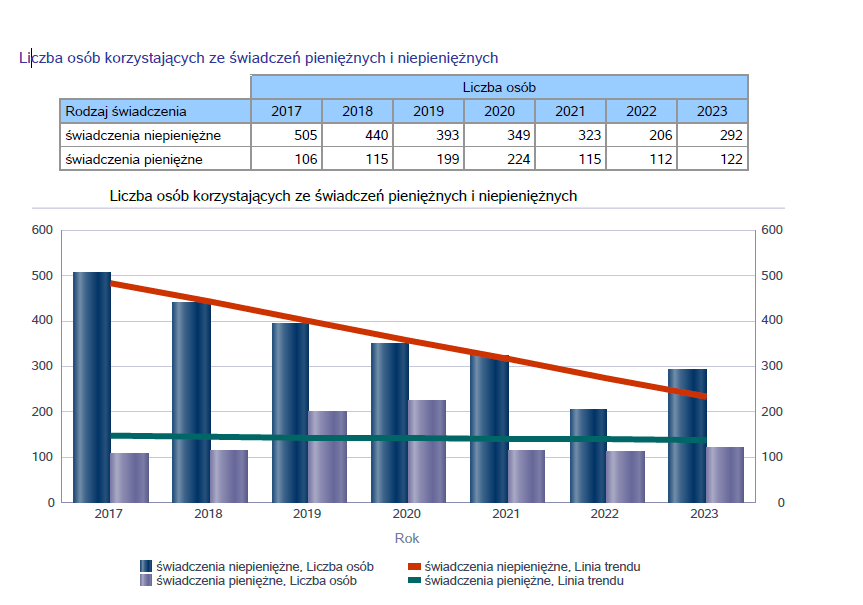 Liczba osób korzystających ze świadczeń pieniężnych i niepieniężnych
Liczba osób
Rodzaj świadczenia 2017 2018 2019 2020 2021 2022 2023
świadczenia niepieniężne 505 440 393 349 323 206 292
świadczenia pieniężne 106 115 199 224 115 112 122
Liczba osób korzystających ze świadczeń pieniężnych i niepieniężnych
600 600
500 500
400 400
300 300
200 200
100 100
0 0
2017 2018 2019 2020 2021 2022 2023
Rok
świadczenia niepieniężne, Liczba osób świadczenia niepieniężne, Linia trendu
świadczenia pieniężne, Liczba osób świadczenia pieniężne, Linia trendu